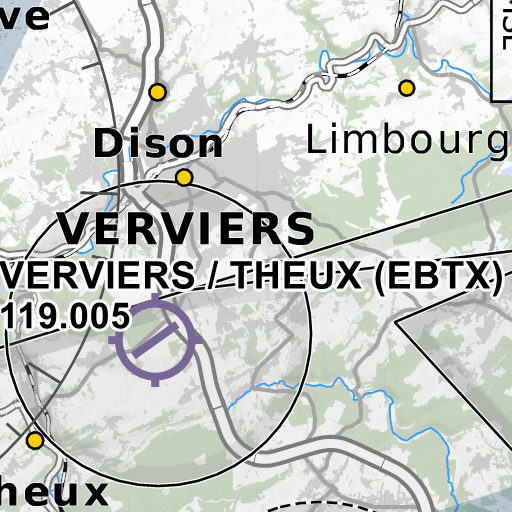 ve
Dison
Limbourg
VERVIERS
VERVIERS / THEUX (EBTX)
119.005
heux